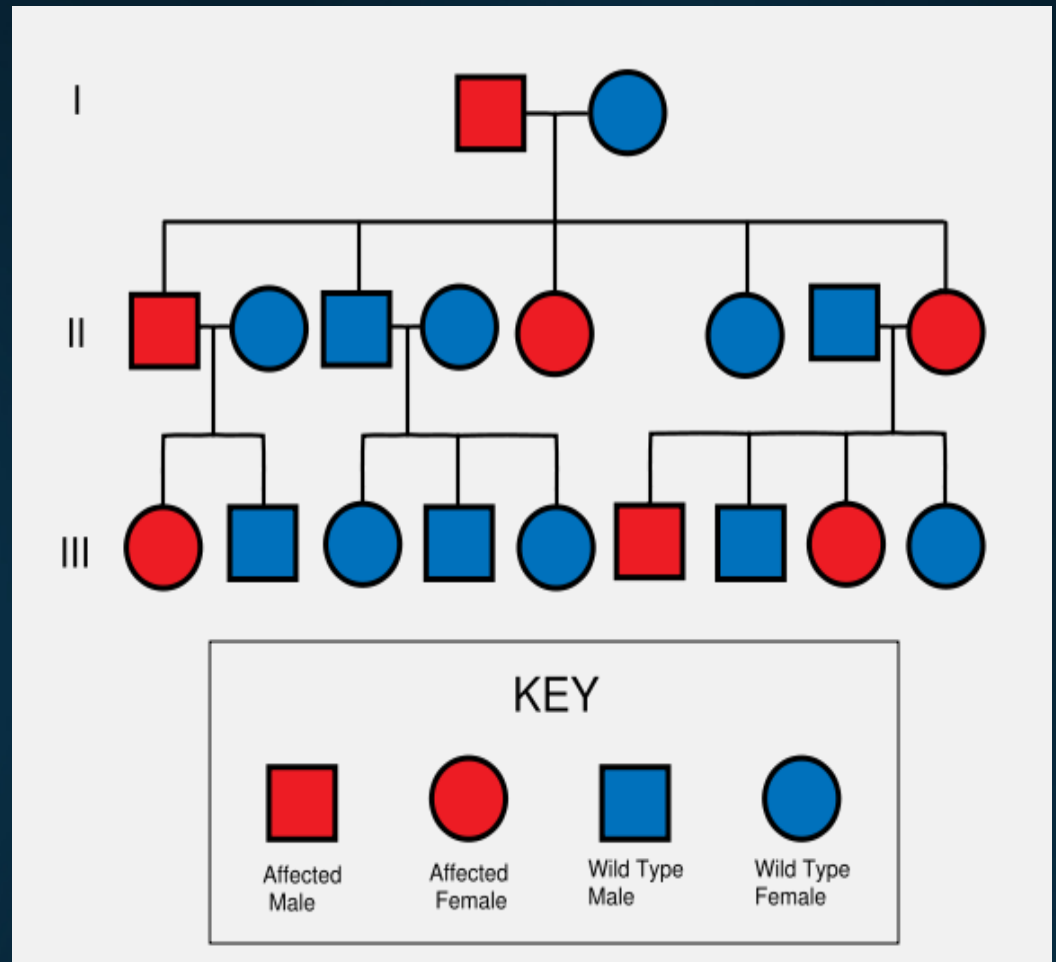 I
II
III
KEY
Affected
Male
Affected
Female
Wild Type
Male
Wild Type
Female